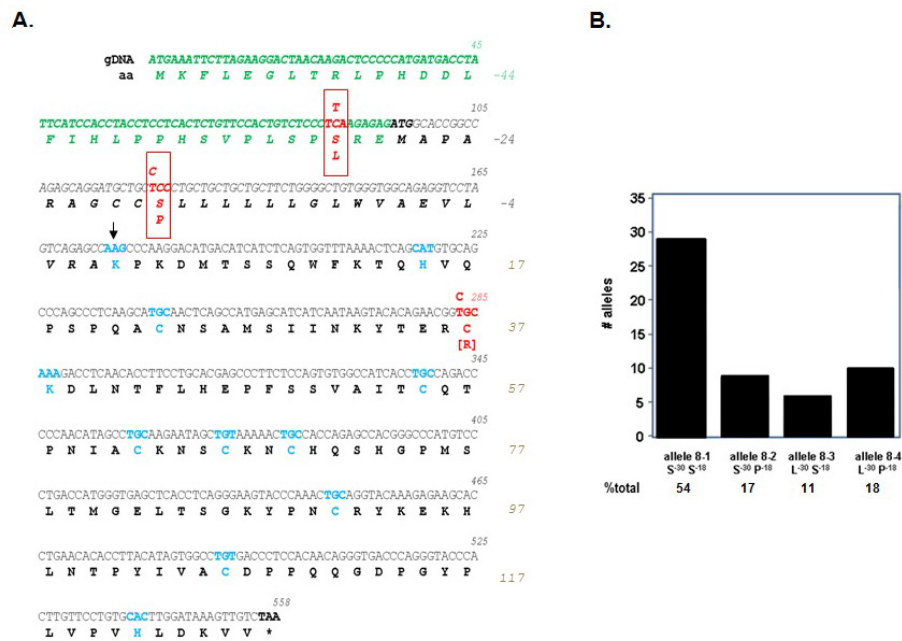 A.
45
gDNA ATGAAATTCTTAGAAGGACTAACAAGACTCCCCCATGATGACCTA
aa M K F L E G L T R L P H D D L -44
T 105
TTCATCCACCTACCTCCTCACTCTGTTCCACTGTCTCCCTCAAGAGAGATGGCACCGGCC
F I H L P P H S V P L S P S R E M A P A -24
L
C 165
AGAGCAGGATGCTGCTCCCTGCTGCTGCTGCTTCTGGGGCTGTGGGTGGCAGAGGTCCTA
R A G C C S L L L L L L G L W V A E V L -4
P
225
GTCAGAGCCAAGCCCAAGGACATGACATCATCTCAGTGGTTTAAAACTCAGCATGTGCAG
V R A K P K D M T S S Q W F K T Q H V Q 17
C 285
CCCAGCCCTCAAGCATGCAACTCAGCCATGAGCATCATCAATAAGTACACAGAACGGTGC
P S P Q A C N S A M S I I N K Y T E R C 37
[R]
345
AAAGACCTCAACACCTTCCTGCACGAGCCCTTCTCCAGTGTGGCCATCACCTGCCAGACC
K D L N T F L H E P F S S V A I T C Q T 57
405
CCCAACATAGCCTGCAAGAATAGCTGTAAAAACTGCCACCAGAGCCACGGGCCCATGTCC
P N I A C K N S C K N C H Q S H G P M S 77
465
CTGACCATGGGTGAGCTCACCTCAGGGAAGTACCCAAACTGCAGGTACAAAGAGAAGCAC
L T M G E L T S G K Y P N C R Y K E K H 97
525
CTGAACACACCTTACATAGTGGCCTGTGACCCTCCACAACAGGGTGACCCAGGGTACCCA
L N T P Y I V A C D P P Q Q G D P G Y P 117
558
CTTGTTCCTGTGCACTTGGATAAAGTTGTCTAA
L V P V H L D K V V *
B.
# alleles
35
30
25
20
15
10
5
0
allele 8-1 allele 8-2 allele 8-3 allele 8-4
S-30 S-18 S-30 P-18 L-30 S-18 L-30 P-18
%total 54 17 11 18